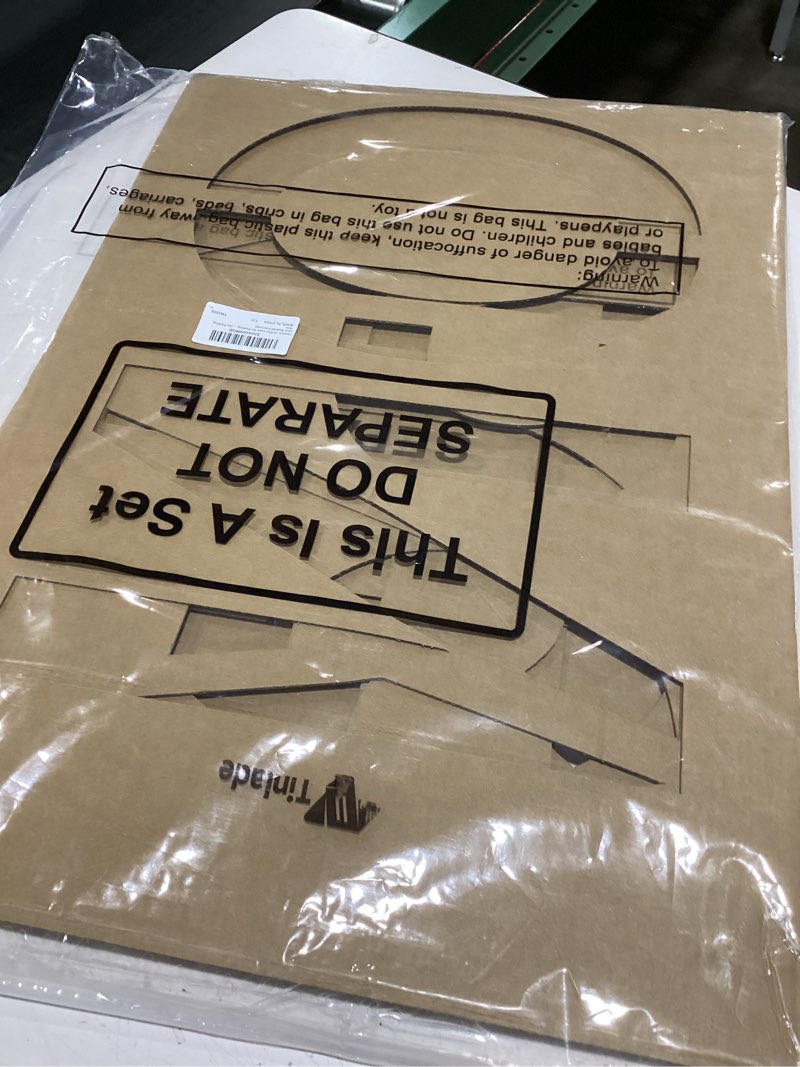 Warning:
To avoid danger of suffocation, keep this plastic bag away from
babies and children. Do not use this bag in cribs, beds, carriages,
or playpens. This bag is not a toy.
This Is A Set
DO NOT
SEPARATE
Tinlade